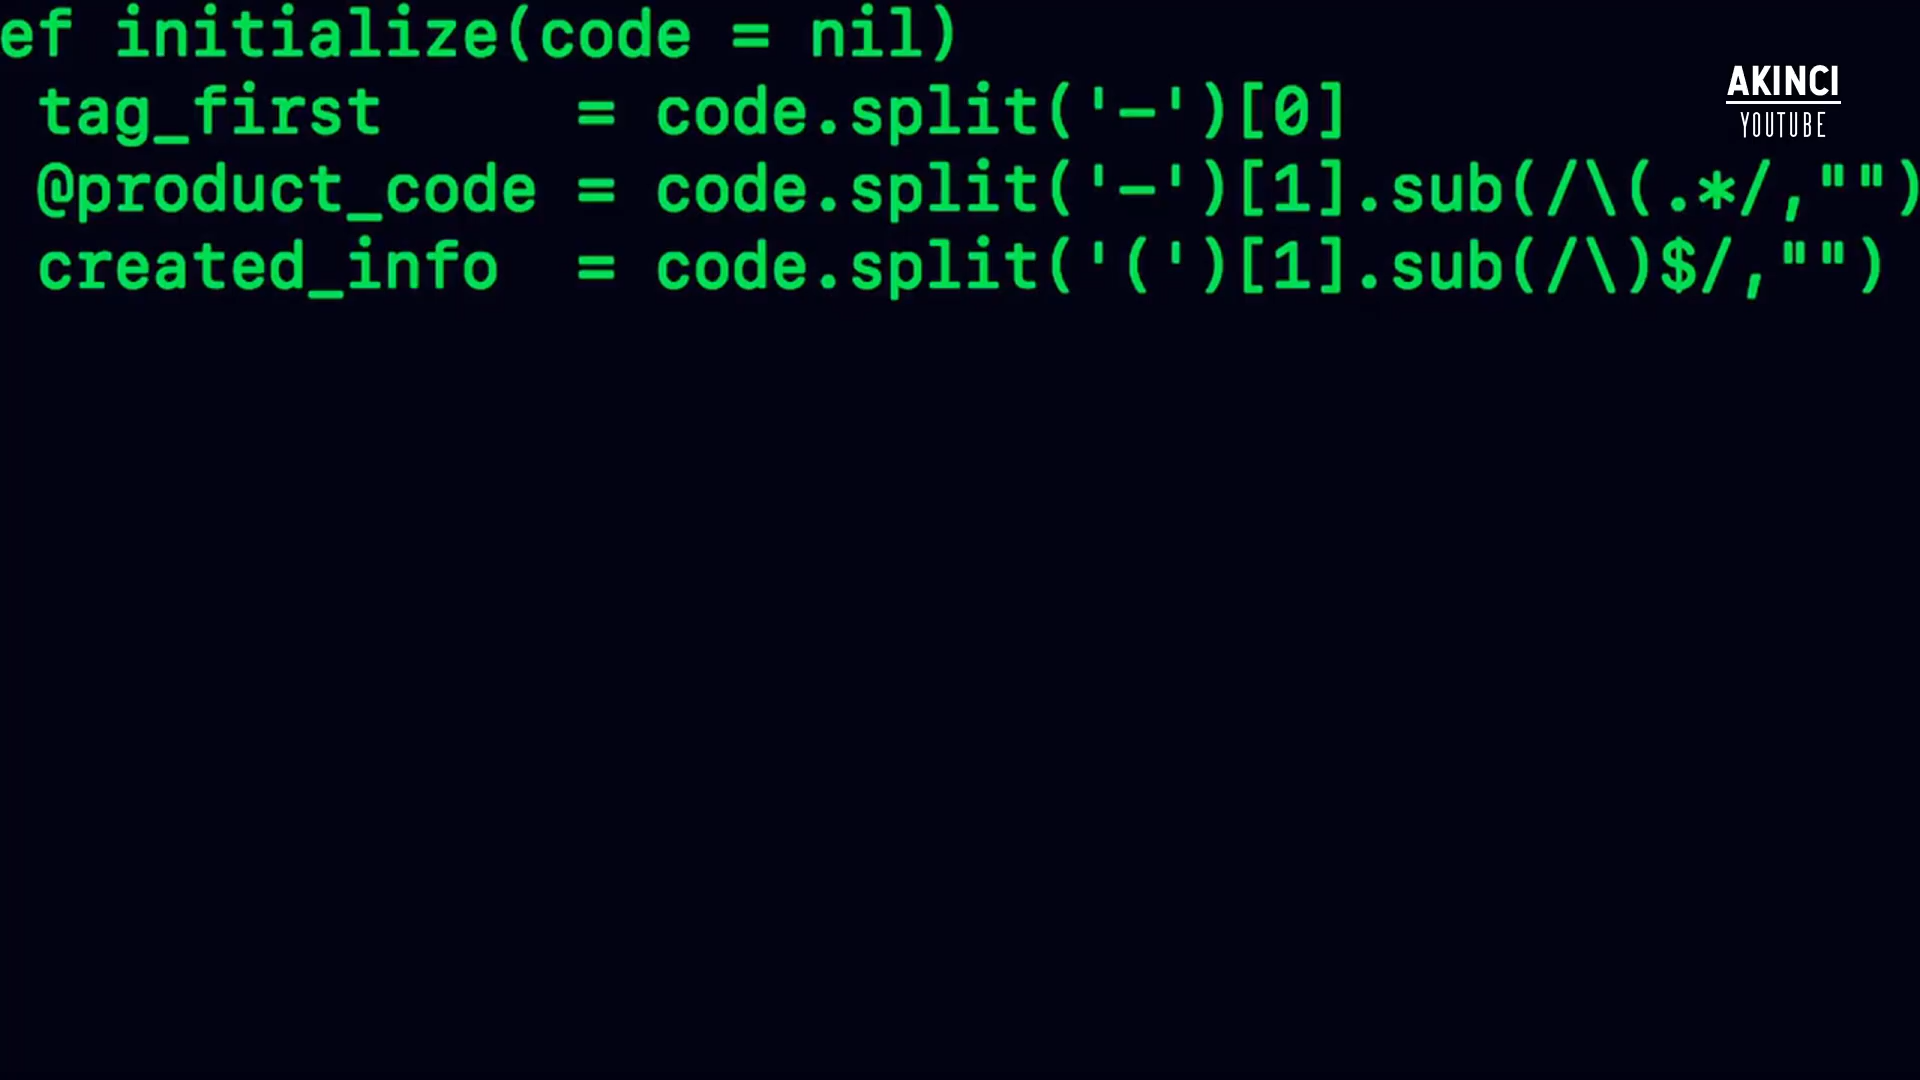 ef initialize(code = nil)
tag_first = code.split('-')[0]
@product_code = code.split('-')[1].sub(/\(.*/,"")
created_info = code.split('(')[1].sub(/\)$/,"")
AKINCI
YOUTUBE